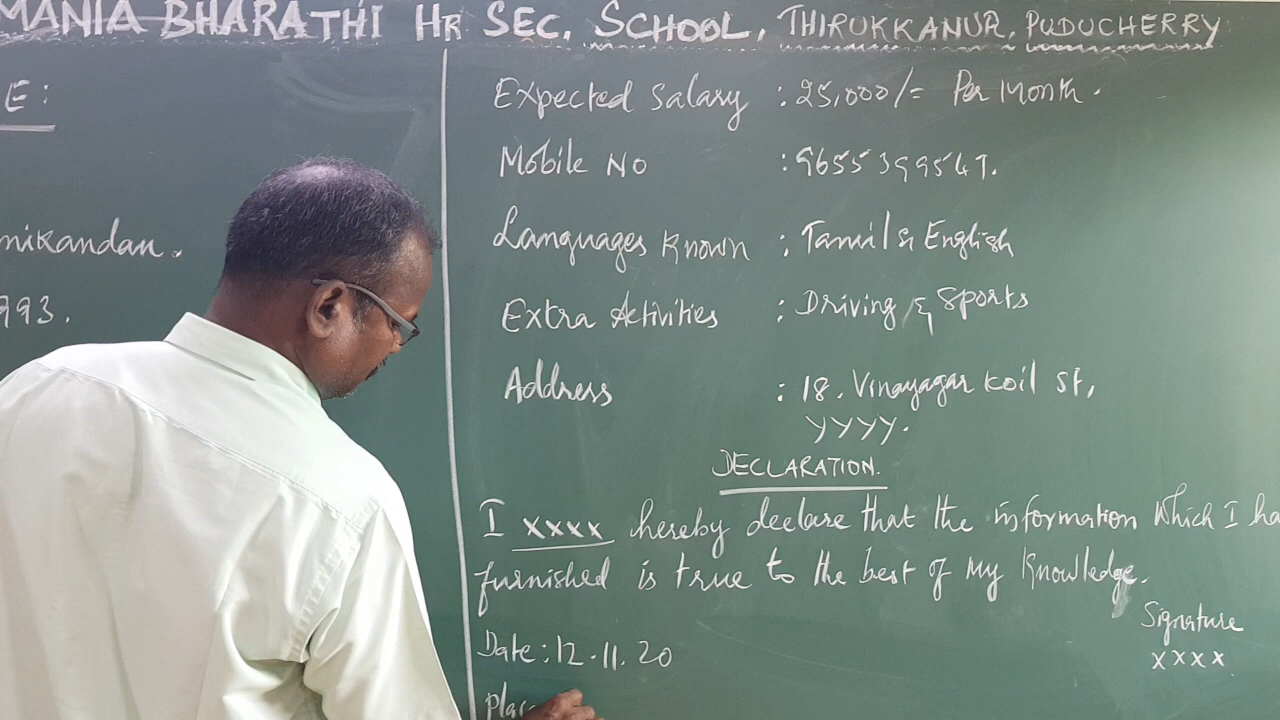 MANIA BHARATHI HR SEC. SCHOOL, THIRUKKANUR, PUDUCHERRY
E:
mikandan.
993.
Expected Salary : 25,000/= Per Month.
Mobile No : 9655399547.
Languages Known : Tamil & English
Extra Activities : Driving & Sports
Address : 18, Vinayagar Koil St,
yyyy.
DECLARATION.
I xxxx hereby declare that the information which I ha
furnished is true to the best of my knowledge.
Signature
xxxx
Date: 12.11.20
Plac